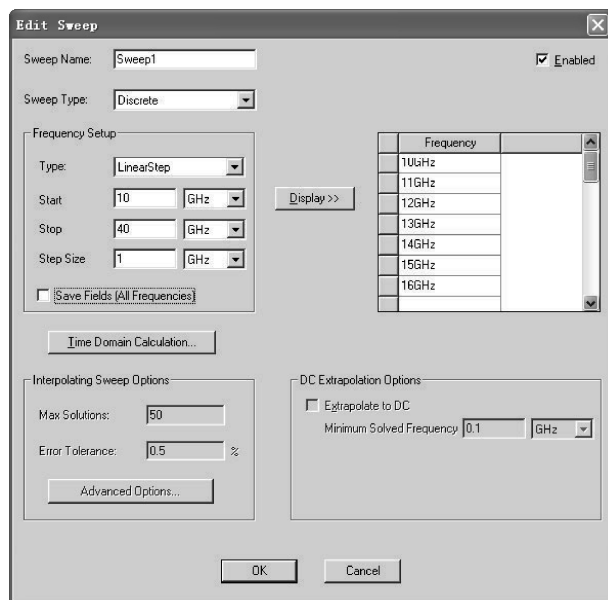 Edit Sweep
Sweep Name: Sweep1
Enabled
Sweep Type: Discrete
Frequency Setup
Type: LinearStep
Start 10 GHz
Stop 40 GHz
Step Size 1 GHz
Save Fields (All Frequencies)
Display >>
Frequency
10GHz
11GHz
12GHz
13GHz
14GHz
15GHz
16GHz
Time Domain Calculation...
Interpolating Sweep Options
Max Solutions: 50
Error Tolerance: 0.5 %
Advanced Options...
DC Extrapolation Options
Extrapolate to DC
Minimum Solved Frequency 0.1 GHz
OK
Cancel